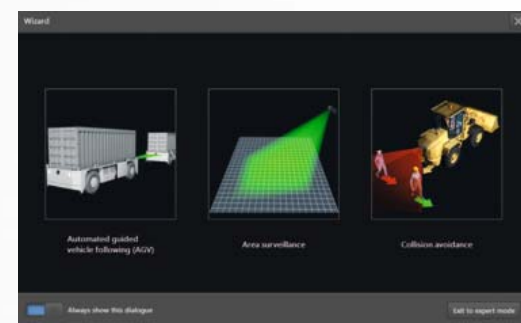 Wizard
Automated guided
vehicle following (AGV)
Area surveillance
Collision avoidance
Always show this dialogue
Exit to expert mode